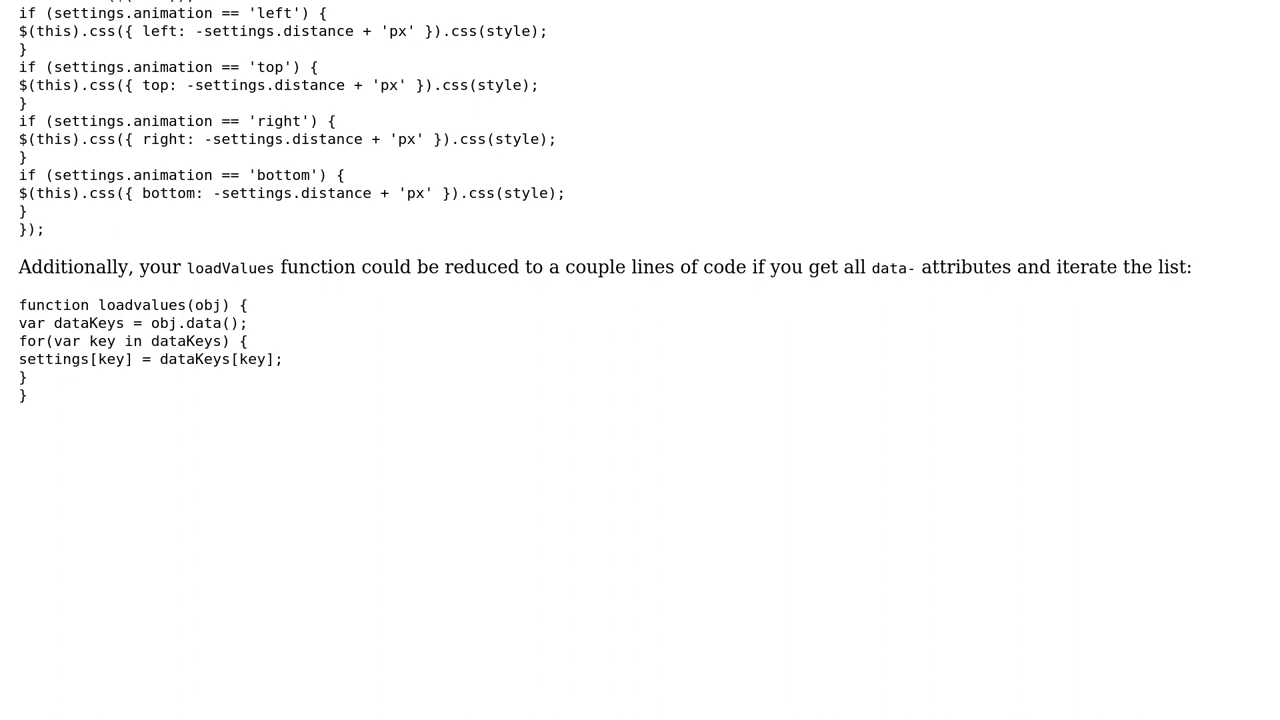 if (settings.animation == 'left') {
$(this).css({ left: -settings.distance + 'px' }).css(style);
}
if (settings.animation == 'top') {
$(this).css({ top: -settings.distance + 'px' }).css(style);
}
if (settings.animation == 'right') {
$(this).css({ right: -settings.distance + 'px' }).css(style);
}
if (settings.animation == 'bottom') {
$(this).css({ bottom: -settings.distance + 'px' }).css(style);
}
});
Additionally, your loadValues function could be reduced to a couple lines of code if you get all data- attributes and iterate the list:
function loadvalues(obj) {
var dataKeys = obj.data();
for(var key in dataKeys) {
settings[key] = dataKeys[key];
}
}